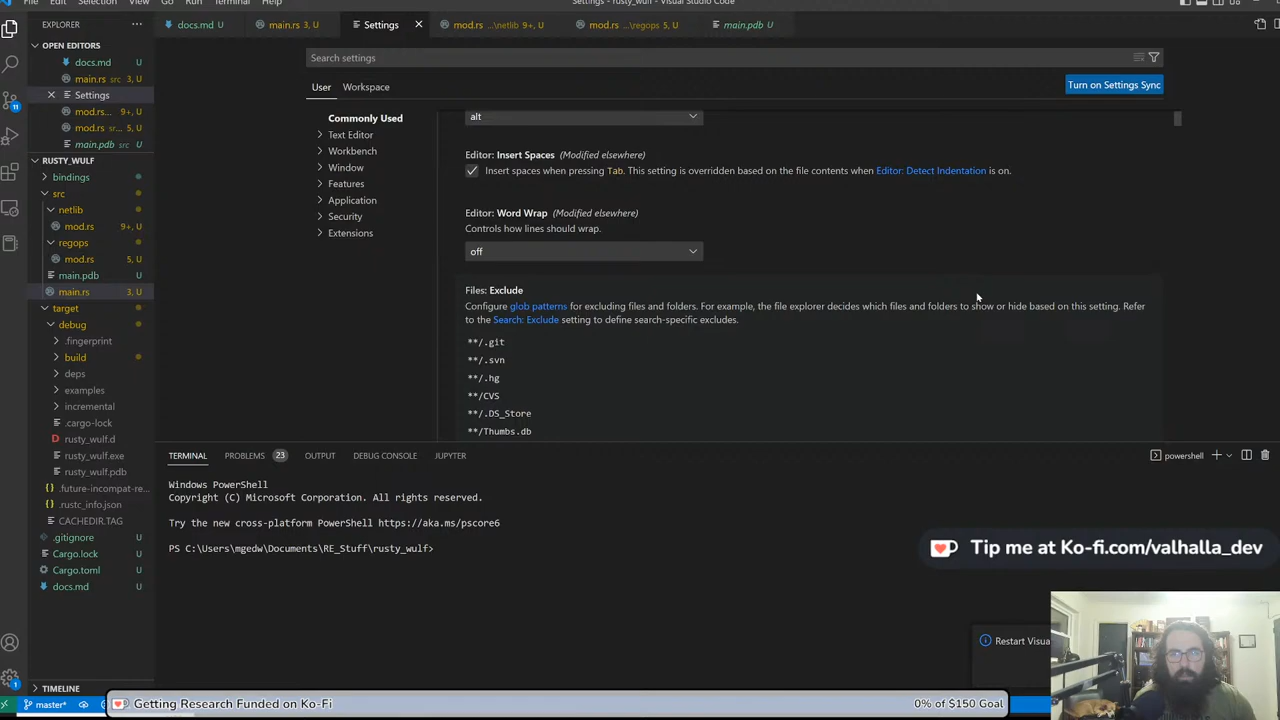 File Edit Selection View Go Run Terminal Help
Settings - rusty_wulf - Visual Studio Code
EXPLORER
docs.md U
main.rs 3, U
Settings
mod.rs ...\netlib 9+, U
mod.rs ...\regops 5, U
main.pdb U
OPEN EDITORS
docs.md U
main.rs src 3, U
Settings
mod.rs... 9+, U
mod.rs s... 5, U
main.pdb src U
RUSTY_WULF
bindings
src
netlib
mod.rs 9+, U
regops
mod.rs 5, U
main.pdb U
main.rs 3, U
target
debug
.fingerprint
build
deps
examples
incremental
.cargo-lock
rusty_wulf.d
rusty_wulf.exe
rusty_wulf.pdb
.future-incompat-re...
.rustc_info.json
CACHEDIR.TAG
.gitignore U
Cargo.lock U
Cargo.toml U
docs.md U
TIMELINE
Search settings
User Workspace
Turn on Settings Sync
Commonly Used
Text Editor
Workbench
Window
Features
Application
Security
Extensions
alt
Editor: Insert Spaces (Modified elsewhere)
Insert spaces when pressing Tab. This setting is overridden based on the file contents when Editor: Detect Indentation is on.
Editor: Word Wrap (Modified elsewhere)
Controls how lines should wrap.
off
Files: Exclude
Configure glob patterns for excluding files and folders. For example, the file explorer decides which files and folders to show or hide based on this setting. Refer
to the Search: Exclude setting to define search-specific excludes.
**/.git
**/.svn
**/.hg
**/CVS
**/.DS_Store
**/Thumbs.db
TERMINAL PROBLEMS 23 OUTPUT DEBUG CONSOLE JUPYTER
powershell
Windows PowerShell
Copyright (C) Microsoft Corporation. All rights reserved.
Try the new cross-platform PowerShell https://aka.ms/pscore6
PS C:\Users\mgedw\Documents\RE_Stuff\rusty_wulf>
Tip me at Ko-fi.com/valhalla_dev
Restart Visua
11
1
master*
Getting Research Funded on Ko-Fi
0% of $150 Goal